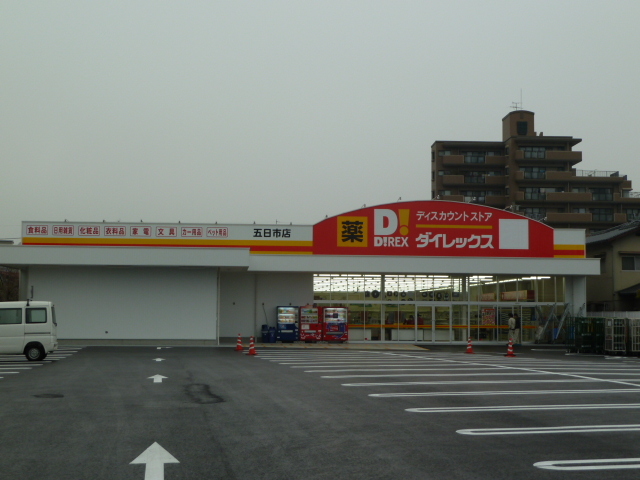 食料品 日用雑貨 化粧品 衣料品 家電 文具 カー用品 ペット用品
五日市店
薬
D!
DIREX
ディスカウントストア
ダイレックス